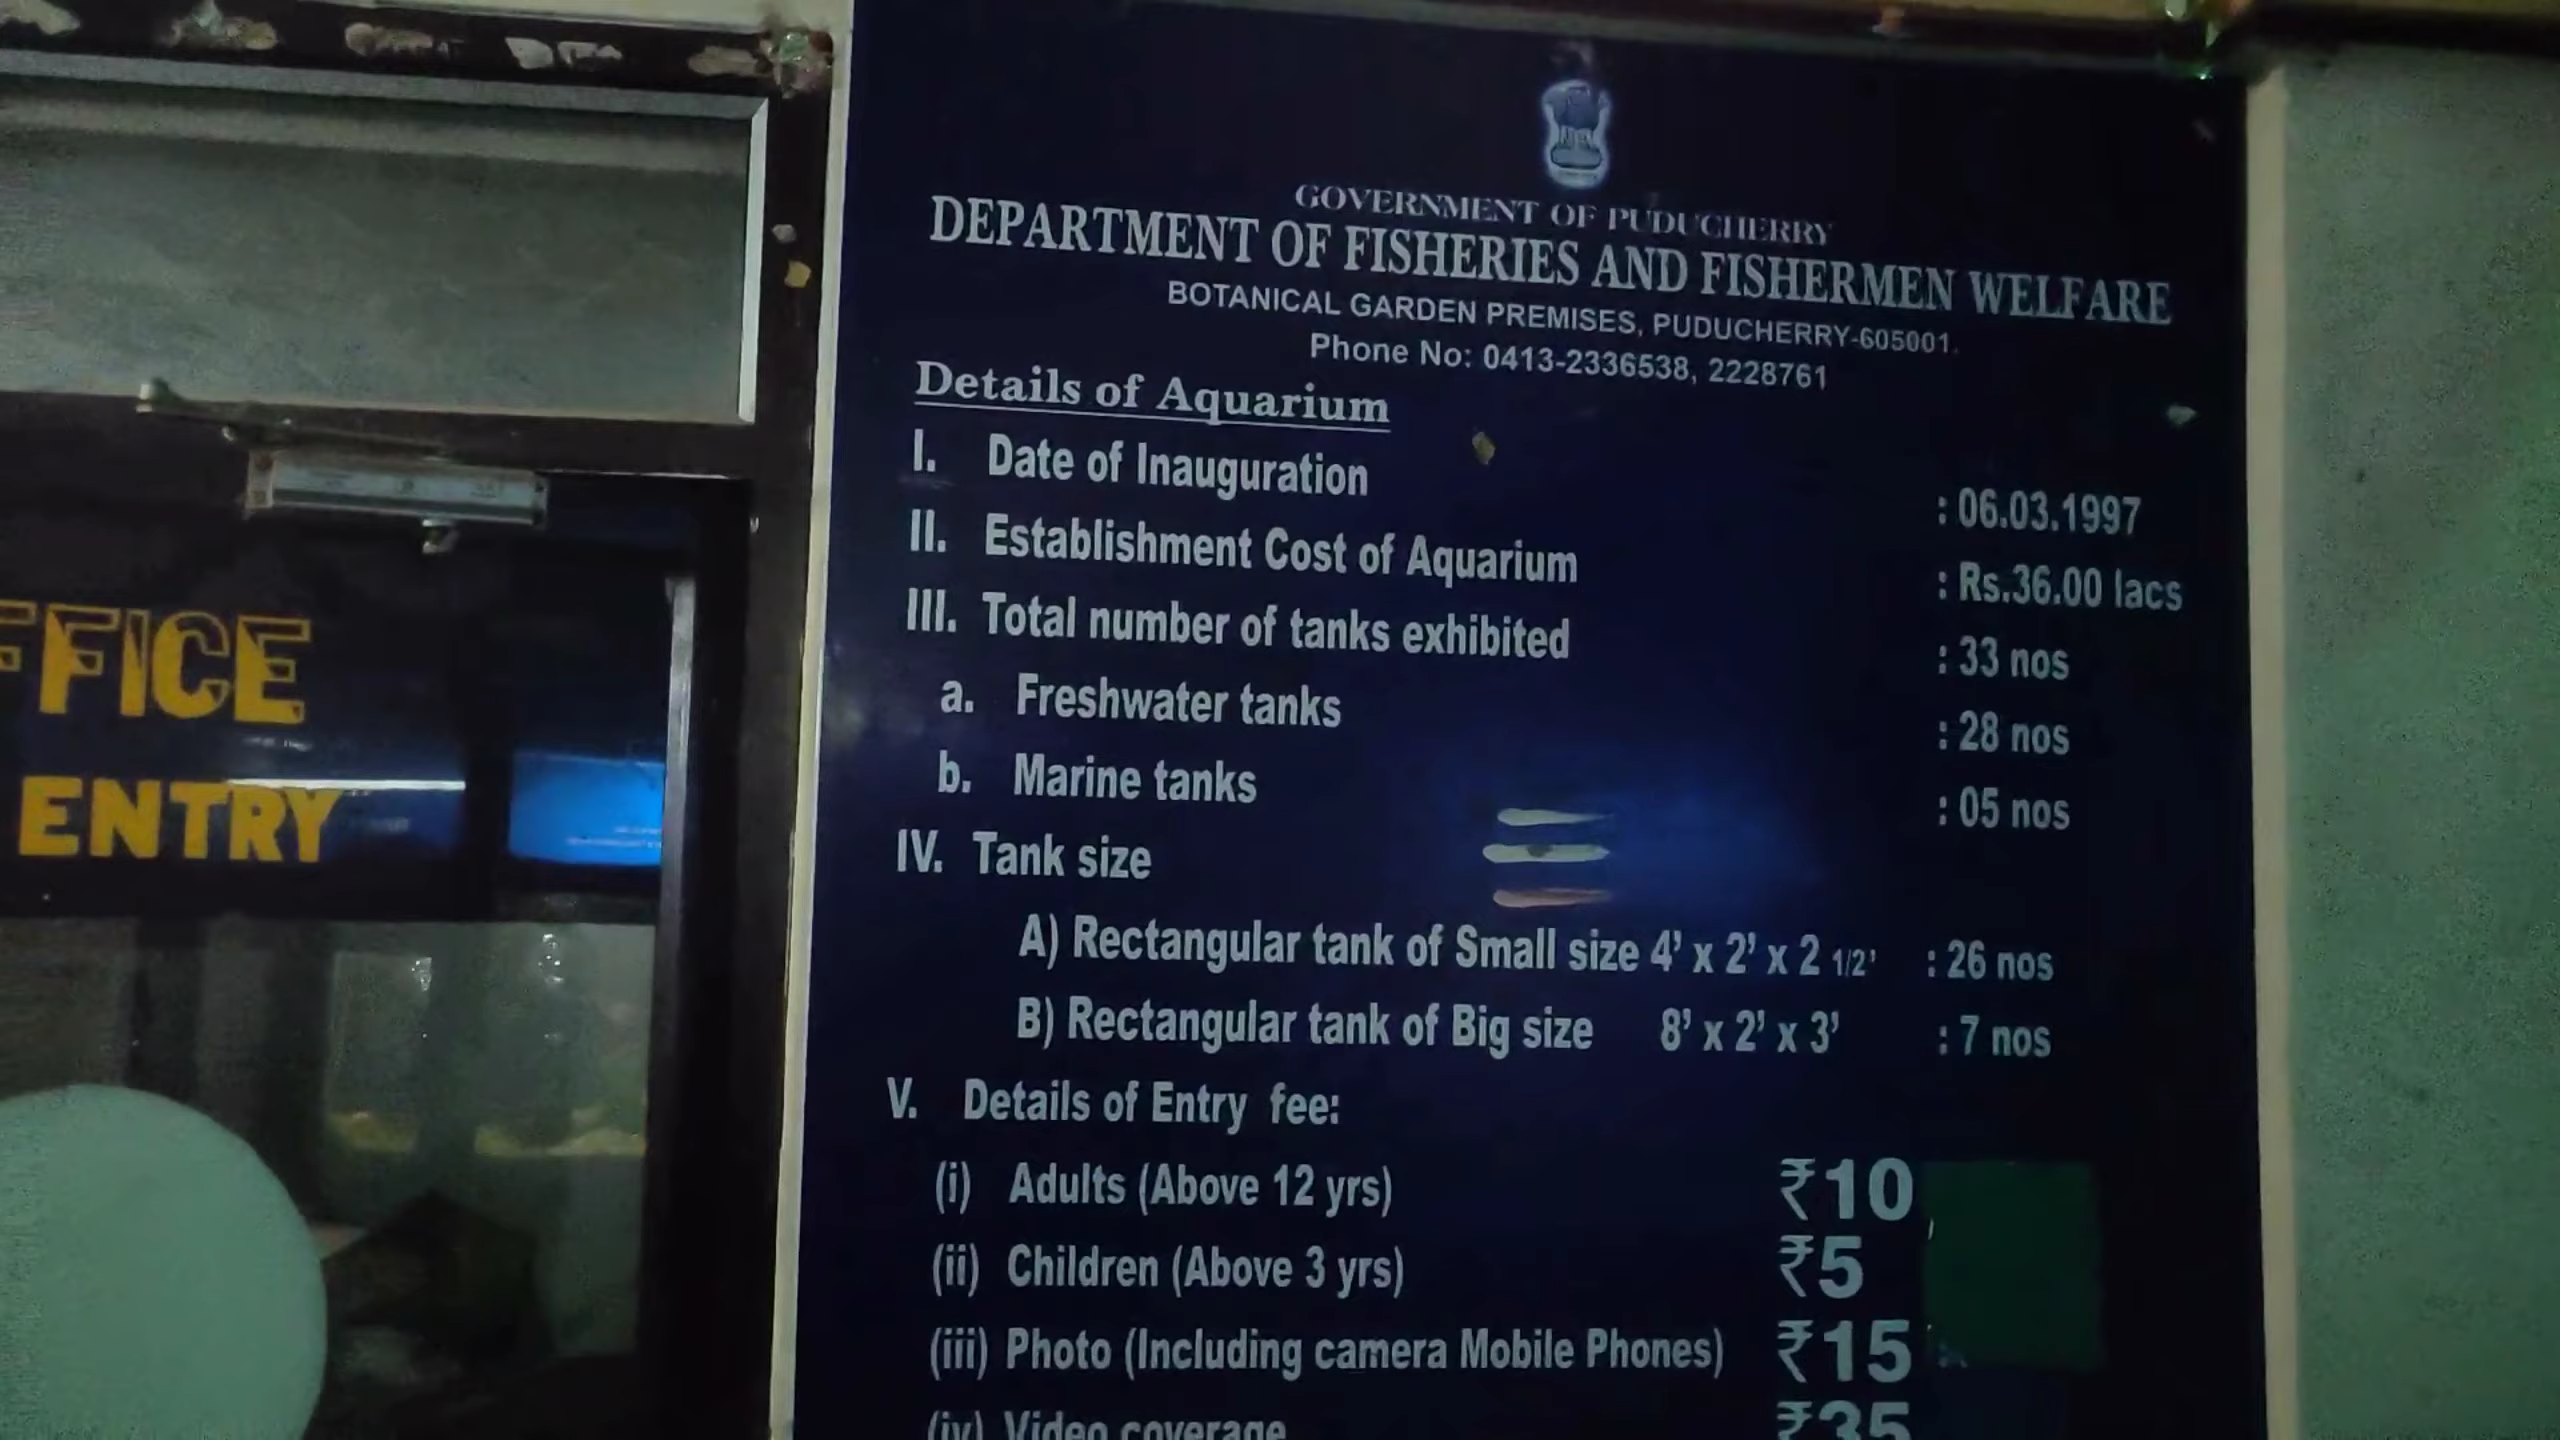 GOVERNMENT OF PUDUCHERRY
DEPARTMENT OF FISHERIES AND FISHERMEN WELFARE
BOTANICAL GARDEN PREMISES, PUDUCHERRY-605001.
Phone No: 0413-2336538, 2228761
Details of Aquarium
I. Date of Inauguration : 06.03.1997
II. Establishment Cost of Aquarium : Rs.36.00 lacs
III. Total number of tanks exhibited : 33 nos
a. Freshwater tanks : 28 nos
b. Marine tanks : 05 nos
IV. Tank size
A) Rectangular tank of Small size 4' x 2' x 2 1/2' : 26 nos
B) Rectangular tank of Big size 8' x 2' x 3' : 7 nos
V. Details of Entry fee:
(i) Adults (Above 12 yrs) ₹10
(ii) Children (Above 3 yrs) ₹5
(iii) Photo (Including camera Mobile Phones) ₹15
(iv) Video coverage ₹35
FFICE
ENTRY